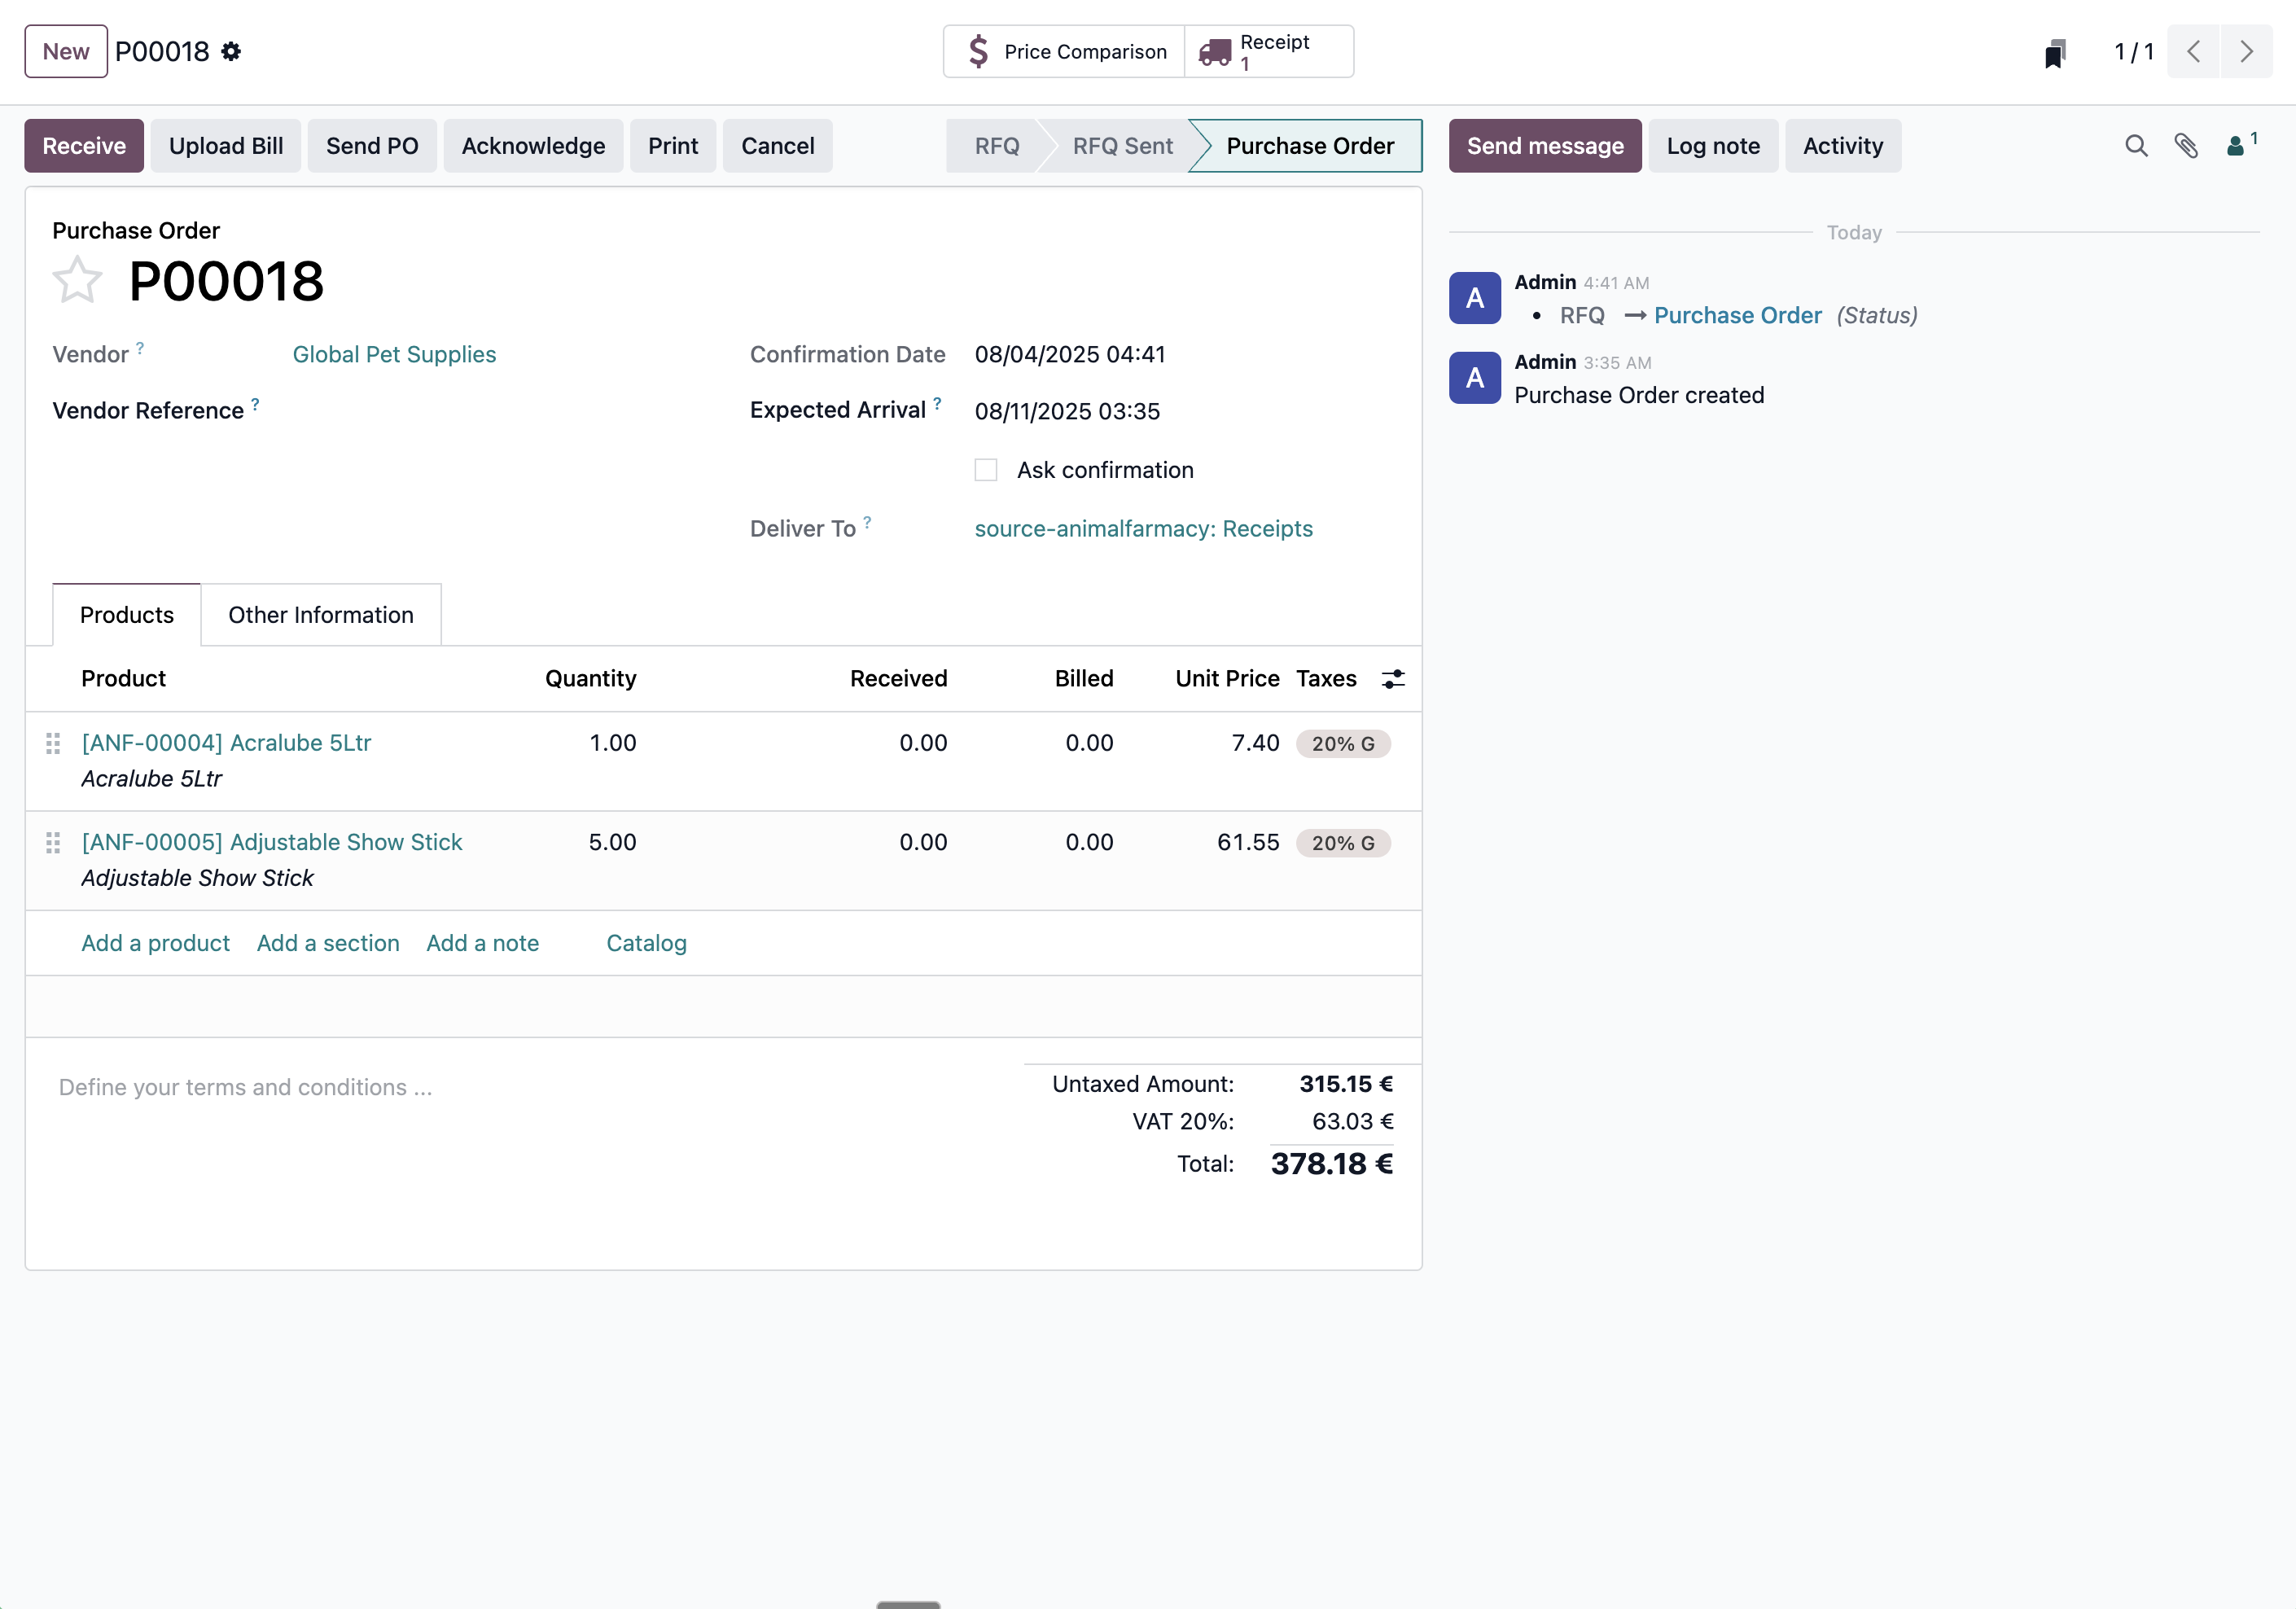 New P00018
Price Comparison
Receipt
1
1 / 1
Receive Upload Bill Send PO Acknowledge Print Cancel
RFQ RFQ Sent Purchase Order
Send message Log note Activity
1
Purchase Order
P00018
Vendor ? Global Pet Supplies
Vendor Reference ?
Confirmation Date 08/04/2025 04:41
Expected Arrival ? 08/11/2025 03:35
Ask confirmation
Deliver To ? source-animalfarmacy: Receipts
Products Other Information
Product Quantity Received Billed Unit Price Taxes
[ANF-00004] Acralube 5Ltr 1.00 0.00 0.00 7.40 20% G
Acralube 5Ltr
[ANF-00005] Adjustable Show Stick 5.00 0.00 0.00 61.55 20% G
Adjustable Show Stick
Add a product Add a section Add a note Catalog
Define your terms and conditions ...
Untaxed Amount: 315.15 €
VAT 20%: 63.03 €
Total: 378.18 €
Today
A
Admin 4:41 AM
• RFQ → Purchase Order (Status)
A
Admin 3:35 AM
Purchase Order created